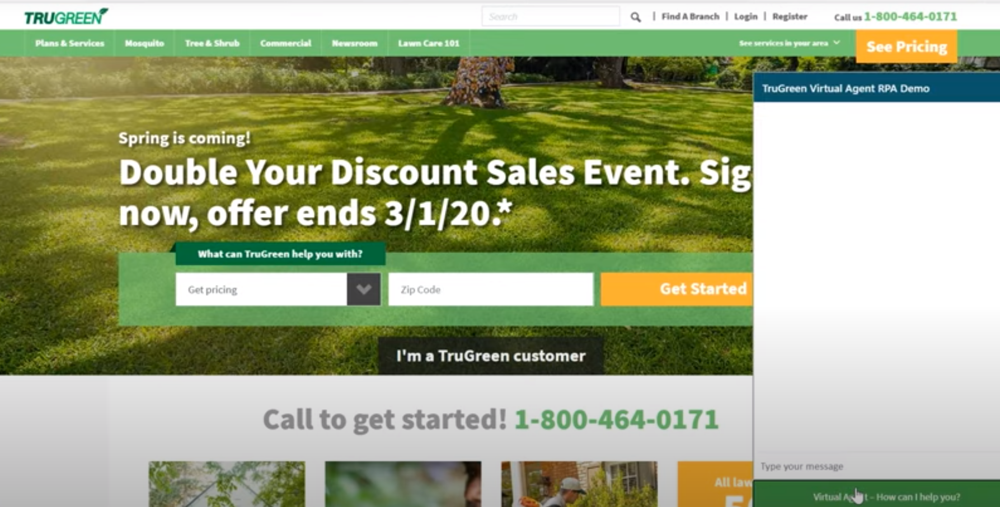 TRUGREEN
Search
Find A Branch | Login | Register
Call us 1-800-464-0171
Plans & Services
Mosquito
Tree & Shrub
Commercial
Newsroom
Lawn Care 101
See services in your area
See Pricing
TruGreen Virtual Agent RPA Demo
Spring is coming!
Double Your Discount Sales Event. Sig
now, offer ends 3/1/20.*
What can TruGreen help you with?
Get pricing
Zip Code
Get Started
I'm a TruGreen customer
Call to get started! 1-800-464-0171
All law
Type your message
Virtual – How can I help you?